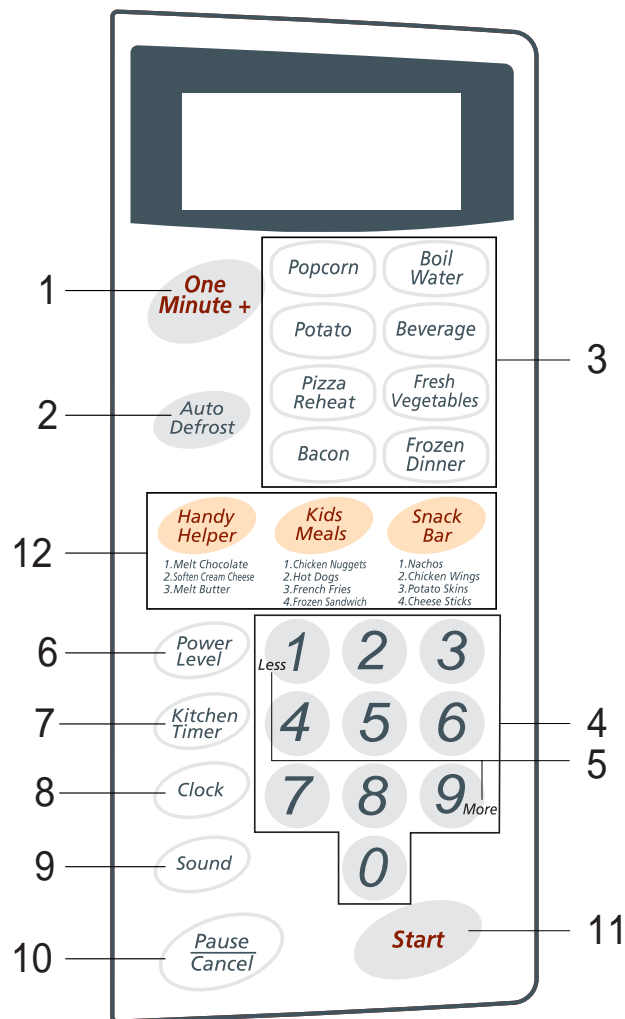 Popcorn
Boil
Water
1
One
Minute +
Potato
Beverage
3
Pizza
Reheat
Fresh
Vegetables
2
Auto
Defrost
Bacon
Frozen
Dinner
12
Handy
Helper
1.Melt Chocolate
2.Soften Cream Cheese
3.Melt Butter
Kids
Meals
1.Chicken Nuggets
2.Hot Dogs
3.French Fries
4.Frozen Sandwich
Snack
Bar
1.Nachos
2.Chicken Wings
3.Potato Skins
4.Cheese Sticks
6
Power
Level
Less
1
2
3
7
Kitchen
Timer
4
5
6
4
5
8
Clock
7
8
9
More
9
Sound
0
10
Pause
Cancel
Start
11